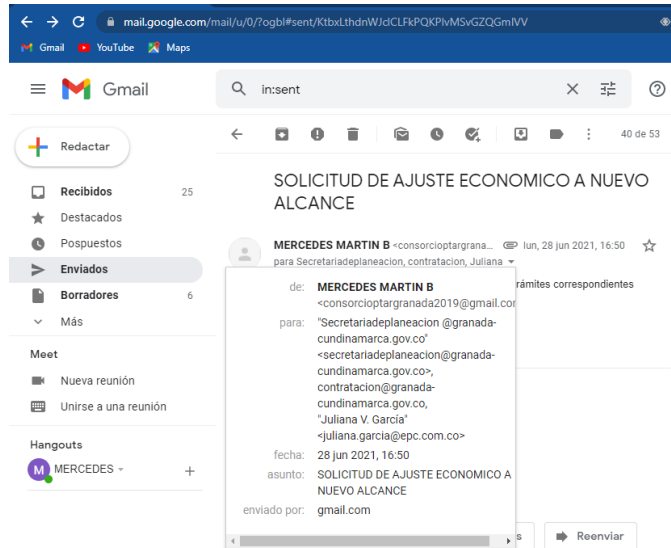 mail.google.com/mail/u/0/?ogbl#sent/KtbxLthdnWJdCLFkPQKPlvMSvGZQGmlVV
Gmail YouTube Maps
Gmail
in:sent
Redactar
40 de 53
Recibidos 25
Destacados
Pospuestos
Enviados
Borradores 6
Más
Meet
Nueva reunión
Unirse a una reunión
Hangouts
M MERCEDES
SOLICITUD DE AJUSTE ECONOMICO A NUEVO
ALCANCE
MERCEDES MARTIN B <consorcioptargrana... lun, 28 jun 2021, 16:50
para Secretariadeplaneacion, contratacion, Juliana
rámites correspondientes
de: MERCEDES MARTIN B
<consorcioptargranada2019@gmail.cor
para: "Secretariadeplaneacion @granada-
cundinamarca.gov.co"
<secretariadeplaneacion@granada-
cundinamarca.gov.co>,
contratacion@granada-
cundinamarca.gov.co,
"Juliana V. García"
<juliana.garcia@epc.com.co>
fecha: 28 jun 2021, 16:50
asunto: SOLICITUD DE AJUSTE ECONOMICO A
NUEVO ALCANCE
enviado por: gmail.com
s Reenviar